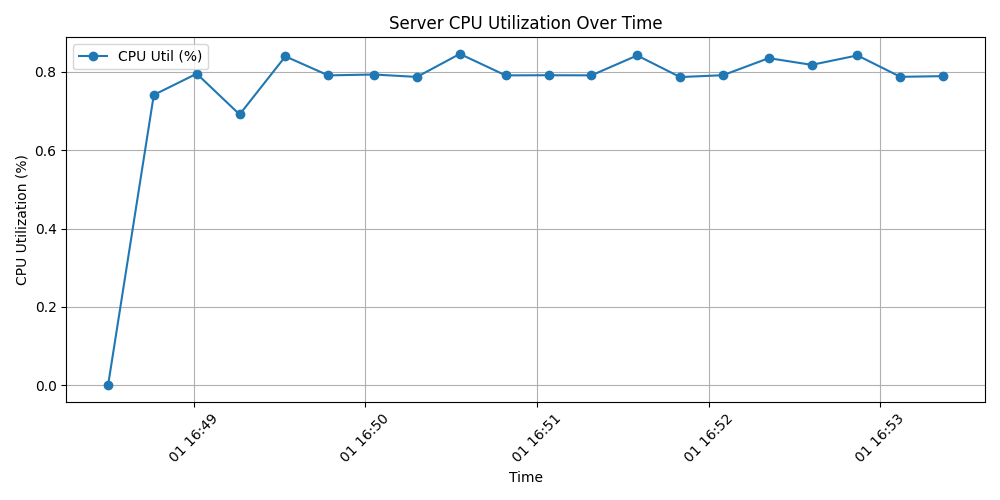 Server CPU Utilization Over Time
CPU Util (%)
CPU Utilization (%)
0.8
0.6
0.4
0.2
0.0
01 16:49
01 16:50
01 16:51
01 16:52
01 16:53
Time